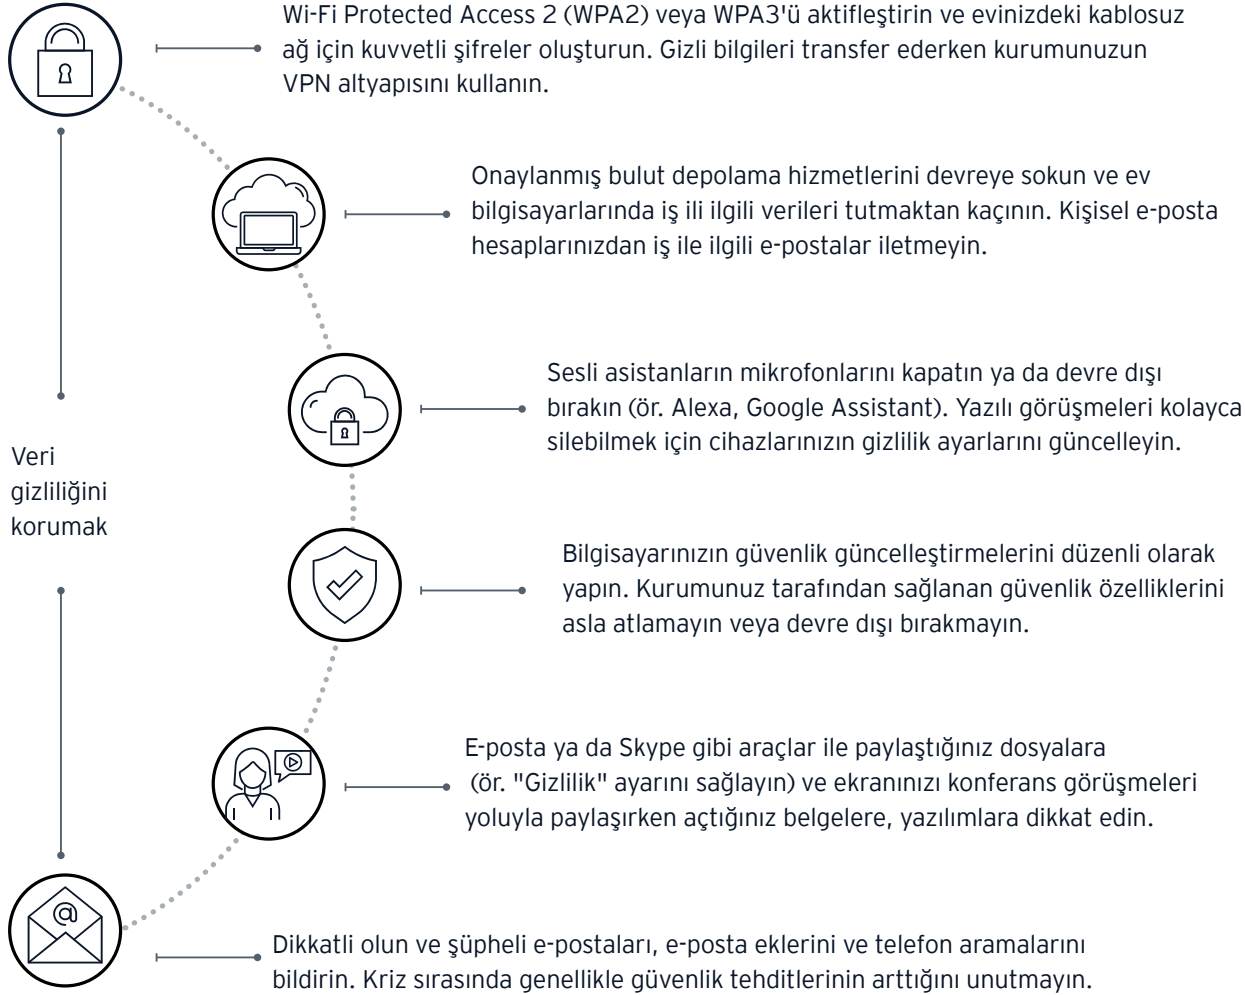 Wi-Fi Protected Access 2 (WPA2) veya WPA3'ü aktifleştirin ve evinizdeki kablosuz
ağ için kuvvetli şifreler oluşturun. Gizli bilgileri transfer ederken kurumunuzun
VPN altyapısını kullanın.
Onaylanmış bulut depolama hizmetlerini devreye sokun ve ev
bilgisayarlarında iş ili ilgili verileri tutmaktan kaçının. Kişisel e-posta
hesaplarınızdan iş ile ilgili e-postalar iletmeyin.
Sesli asistanların mikrofonlarını kapatın ya da devre dışı
bırakın (ör. Alexa, Google Assistant). Yazılı görüşmeleri kolayca
silebilmek için cihazlarınızın gizlilik ayarlarını güncelleyin.
Veri
gizliliğini
korumak
Bilgisayarınızın güvenlik güncelleştirmelerini düzenli olarak
yapın. Kurumunuz tarafından sağlanan güvenlik özelliklerini
asla atlamayın veya devre dışı bırakmayın.
E-posta ya da Skype gibi araçlar ile paylaştığınız dosyalara
(ör. "Gizlilik" ayarını sağlayın) ve ekranınızı konferans görüşmeleri
yoluyla paylaşırken açtığınız belgelere, yazılımlara dikkat edin.
@
Dikkatli olun ve şüpheli e-postaları, e-posta eklerini ve telefon aramalarını
bildirin. Kriz sırasında genellikle güvenlik tehditlerinin arttığını unutmayın.